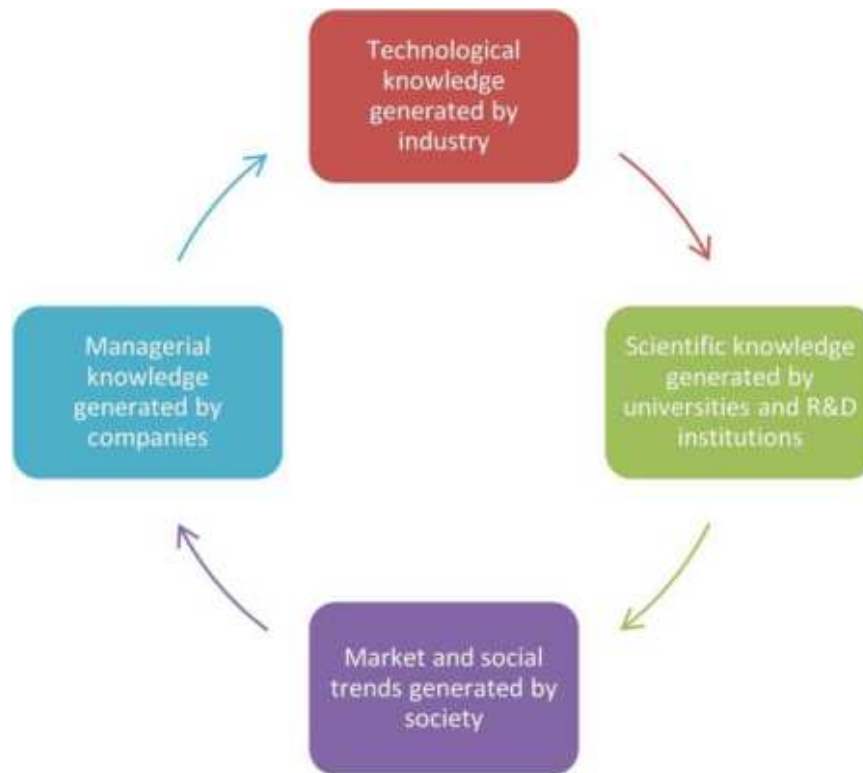 Technological
knowledge
generated by
industry
Scientific knowledge
generated by
universities and R&D
institutions
Market and social
trends generated by
society
Managerial
knowledge
generated by
companies